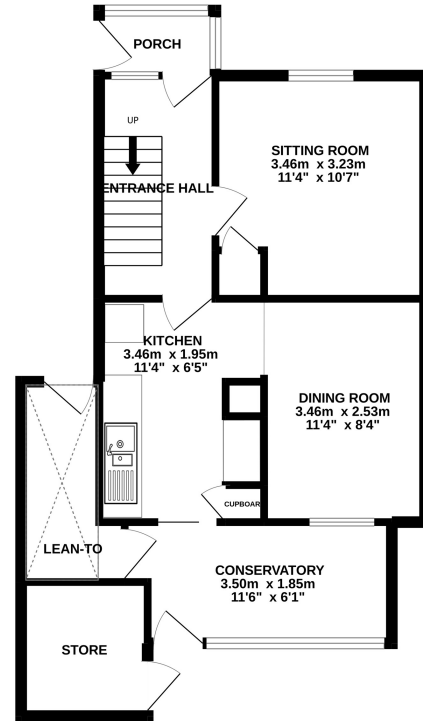 PORCH
UP
ENTRANCE HALL
SITTING ROOM
3.46m x 3.23m
11'4" x 10'7"
KITCHEN
3.46m x 1.95m
11'4" x 6'5"
DINING ROOM
3.46m x 2.53m
11'4" x 8'4"
CUPBOAR
LEAN-TO
CONSERVATORY
3.50m x 1.85m
11'6" x 6'1"
STORE